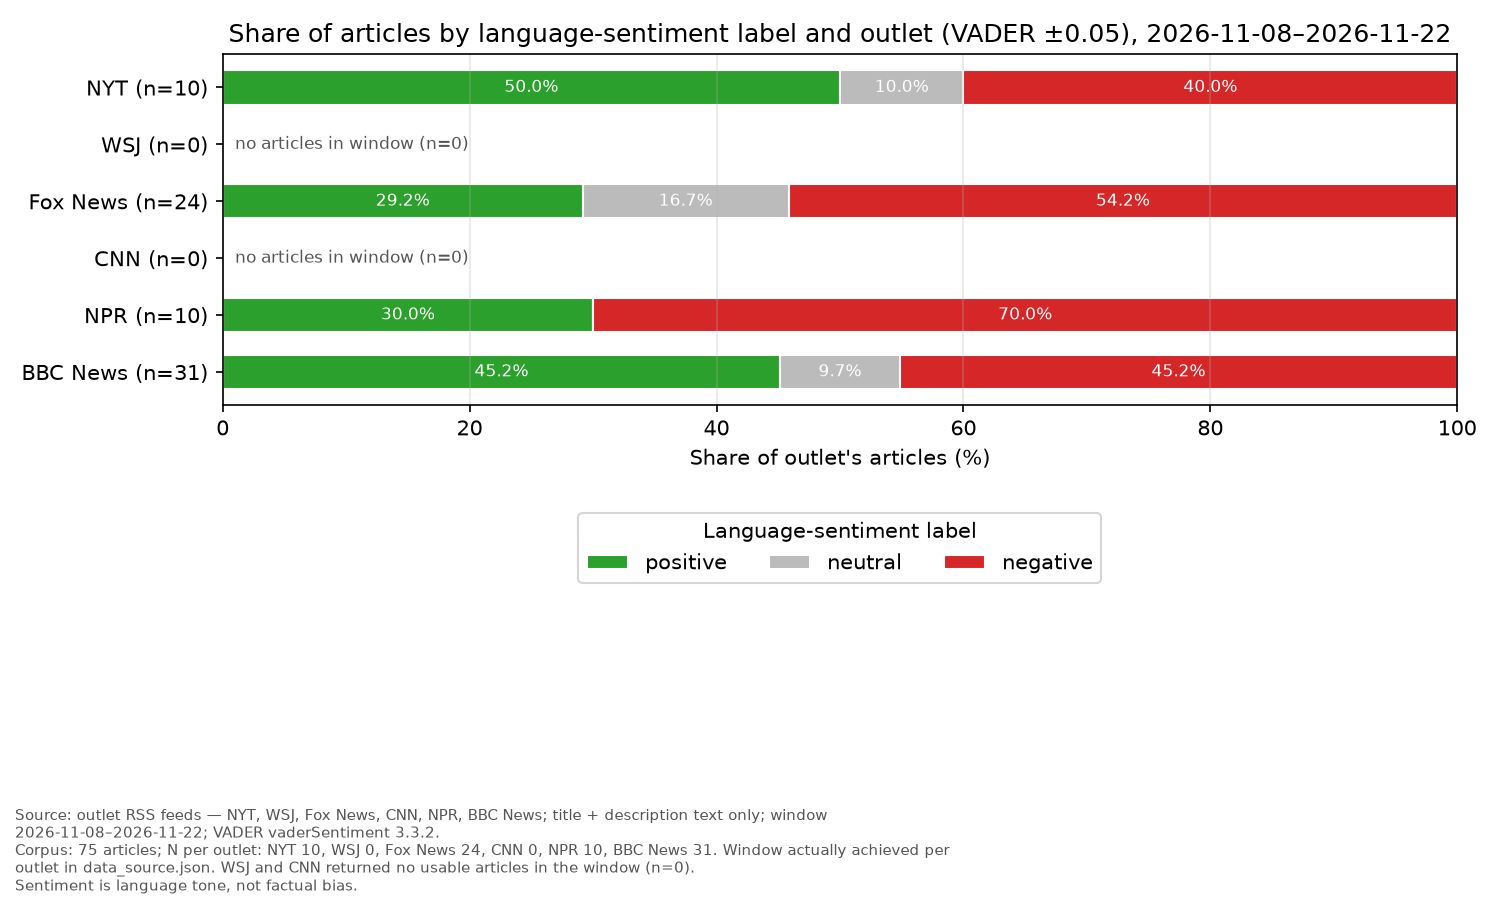 Share of articles by language-sentiment label and outlet (VADER ±0.05), 2026-11-08–2026-11-22
NYT (n=10)
50.0%
10.0%
40.0%
WSJ (n=0)
no articles in window (n=0)
Fox News (n=24)
29.2%
16.7%
54.2%
CNN (n=0)
no articles in window (n=0)
NPR (n=10)
30.0%
70.0%
BBC News (n=31)
45.2%
9.7%
45.2%
0
20
40
60
80
100
Share of outlet's articles (%)
Language-sentiment label
positive
neutral
negative
Source: outlet RSS feeds — NYT, WSJ, Fox News, CNN, NPR, BBC News; title + description text only; window
2026-11-08–2026-11-22; VADER vaderSentiment 3.3.2.
Corpus: 75 articles; N per outlet: NYT 10, WSJ 0, Fox News 24, CNN 0, NPR 10, BBC News 31. Window actually achieved per
outlet in data_source.json. WSJ and CNN returned no usable articles in the window (n=0).
Sentiment is language tone, not factual bias.